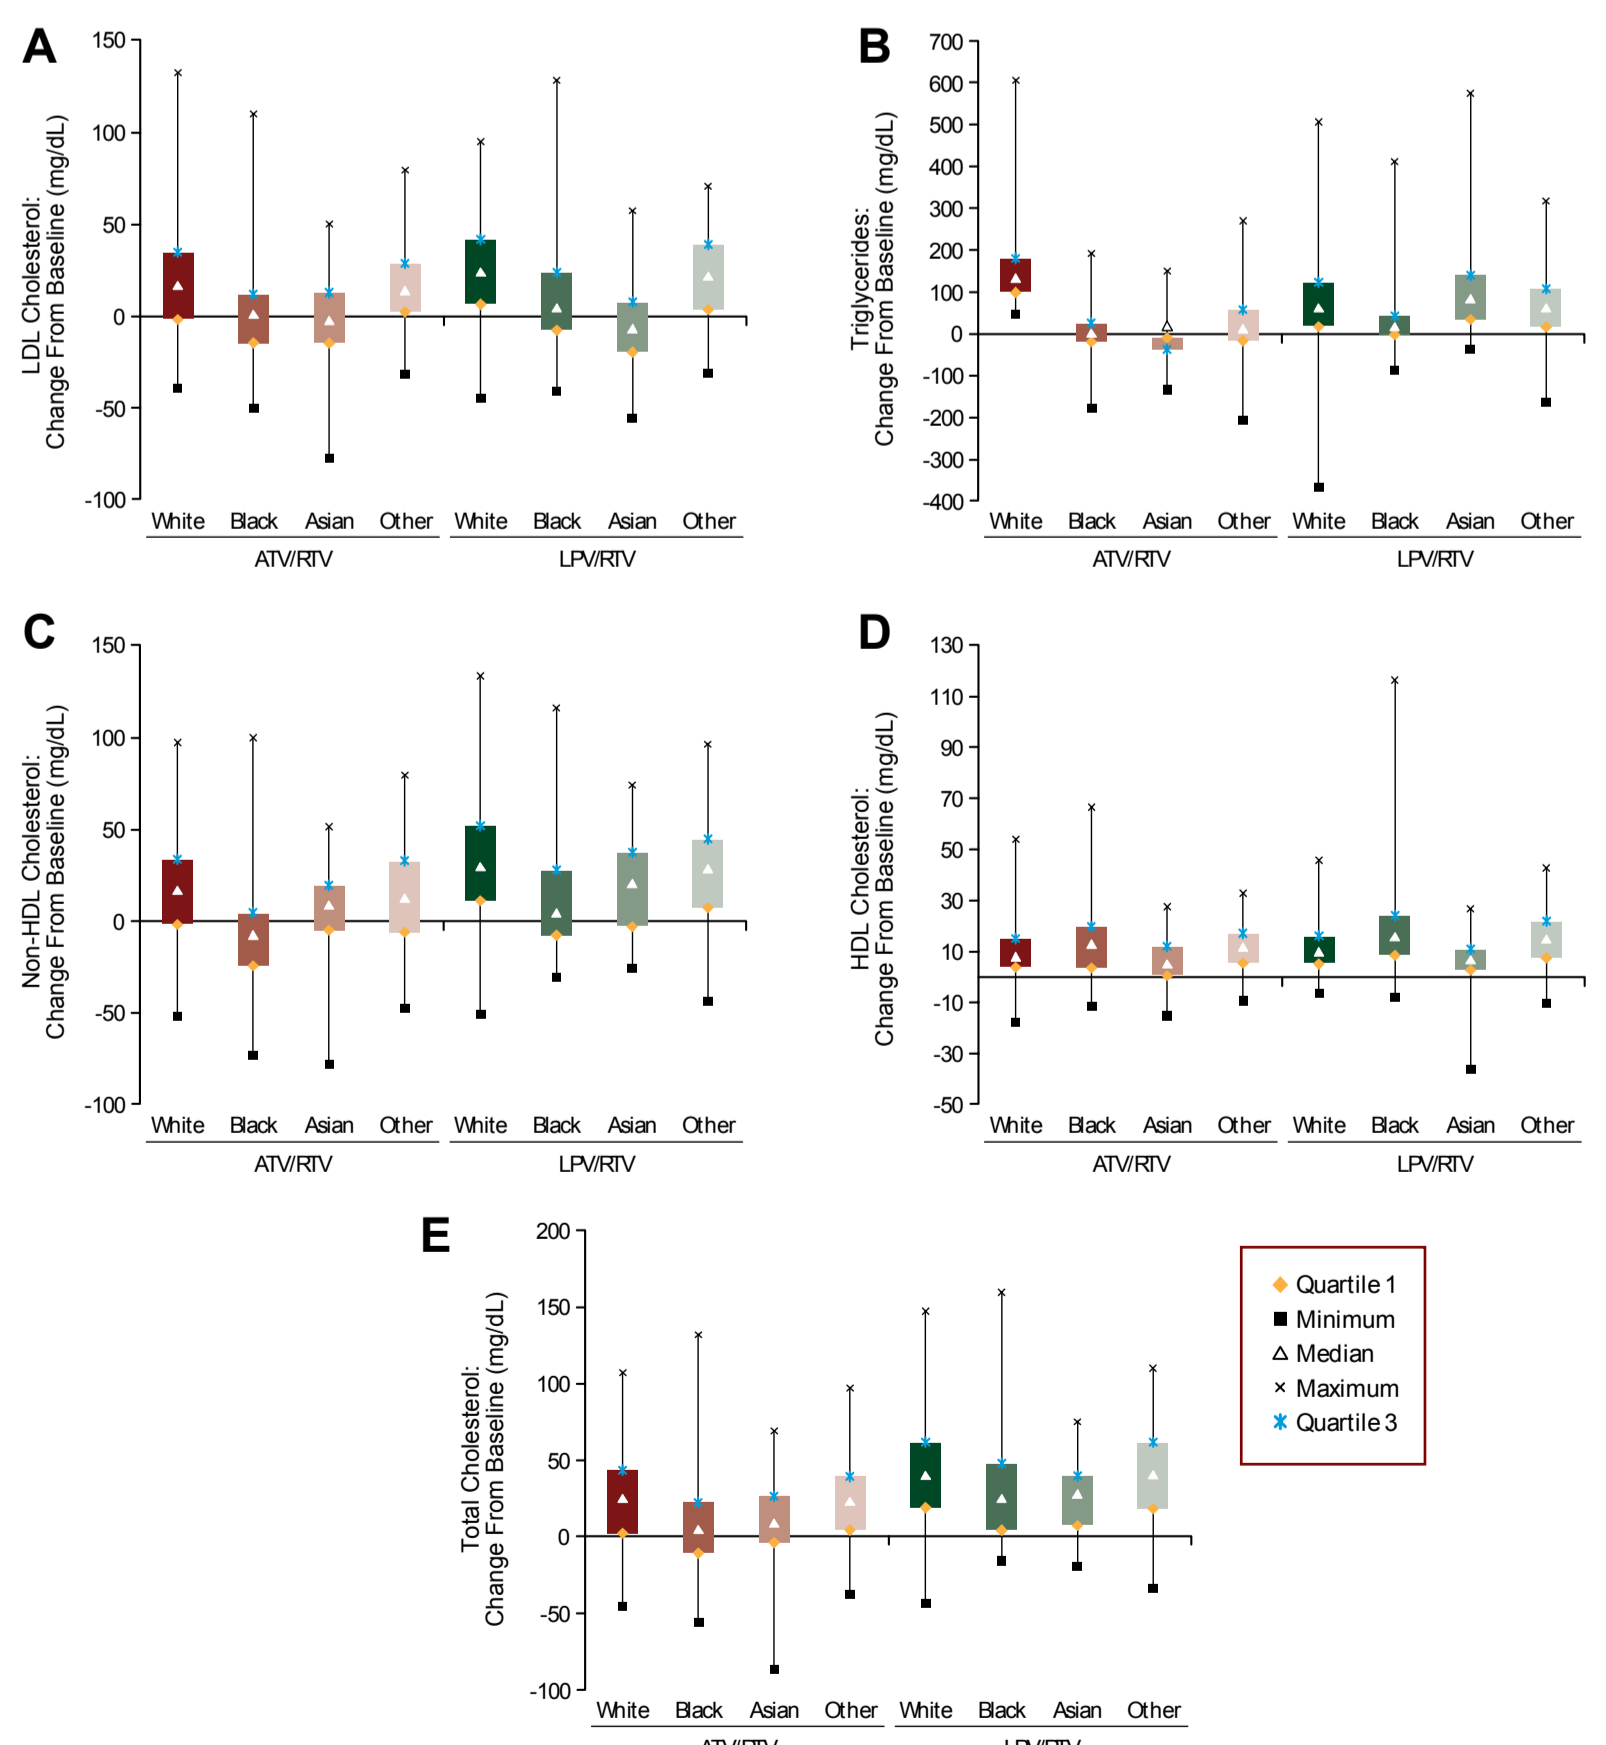 A
LDL Cholesterol:
Change From Baseline (mg/dL)
150
100
50
0
-50
-100
White Black Asian Other White Black Asian Other
ATV/RTV LPV/RTV
B
Triglycerides:
Change From Baseline (mg/dL)
700
600
500
400
300
200
100
0
-100
-200
-300
-400
White Black Asian Other White Black Asian Other
ATV/RTV LPV/RTV
C
Non-HDL Cholesterol:
Change From Baseline (mg/dL)
150
100
50
0
-50
-100
White Black Asian Other White Black Asian Other
ATV/RTV LPV/RTV
D
HDL Cholesterol:
Change From Baseline (mg/dL)
130
110
90
70
50
30
10
-10
-30
-50
White Black Asian Other White Black Asian Other
ATV/RTV LPV/RTV
E
Total Cholesterol:
Change From Baseline (mg/dL)
200
150
100
50
0
-50
-100
White Black Asian Other White Black Asian Other
ATV/RTV LPV/RTV
Quartile 1
Minimum
Median
Maximum
Quartile 3